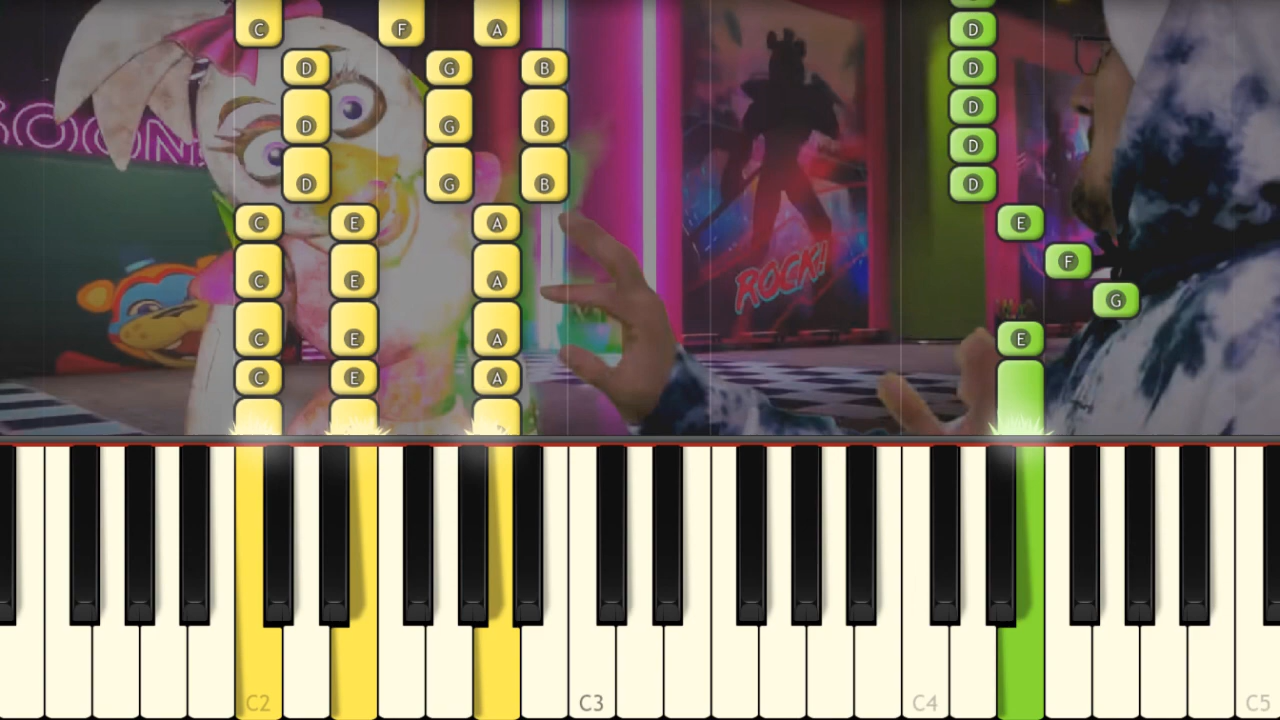 C F A D
D G B D
D
D G B D
D G B D
C E A E
F
C E A
G
C E A E
C E A
SOON
ROCK!
C2 C3 C4 C5